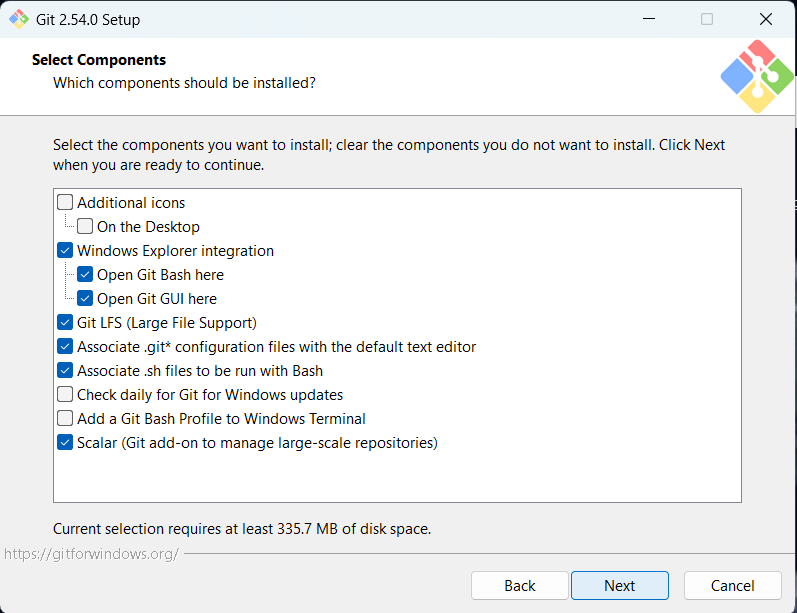 Git 2.54.0 Setup
Select Components
Which components should be installed?
Select the components you want to install; clear the components you do not want to install. Click Next
when you are ready to continue.
Additional icons
On the Desktop
Windows Explorer integration
Open Git Bash here
Open Git GUI here
Git LFS (Large File Support)
Associate .git* configuration files with the default text editor
Associate .sh files to be run with Bash
Check daily for Git for Windows updates
Add a Git Bash Profile to Windows Terminal
Scalar (Git add-on to manage large-scale repositories)
Current selection requires at least 335.7 MB of disk space.
https://gitforwindows.org/
Back Next Cancel